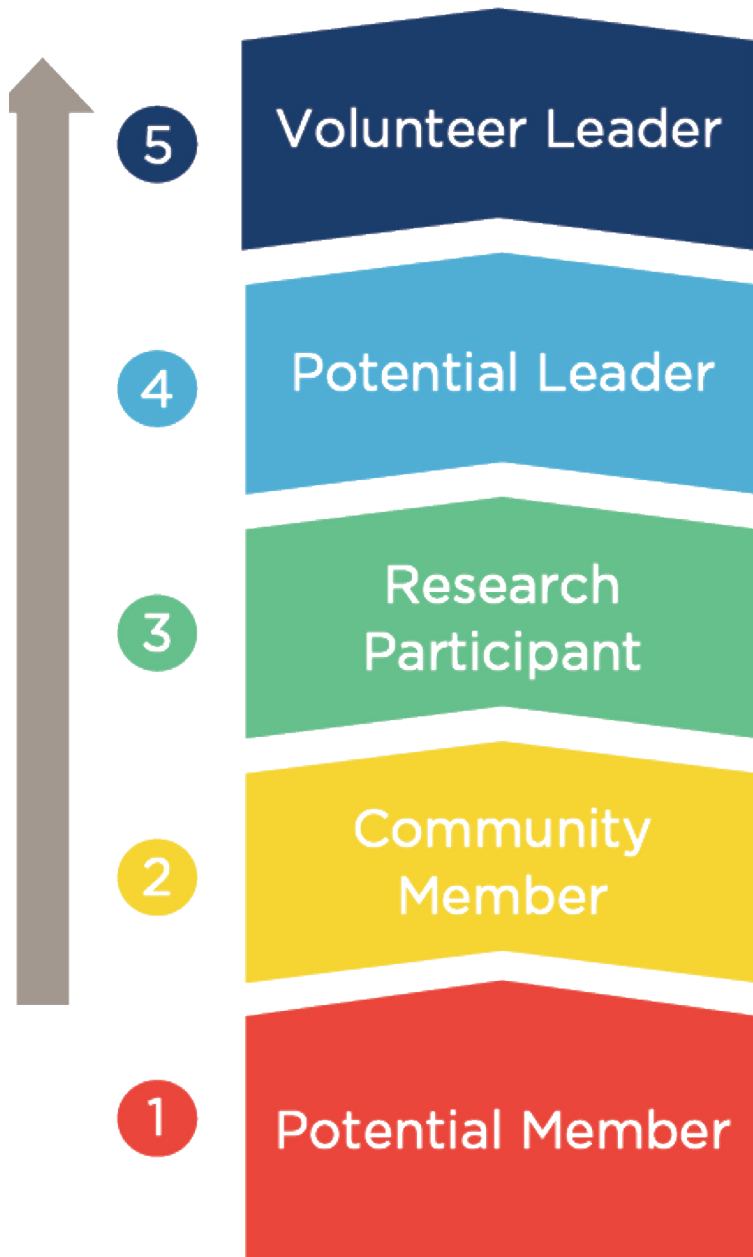 5
Volunteer Leader
4
Potential Leader
3
Research
Participant
2
Community
Member
1
Potential Member